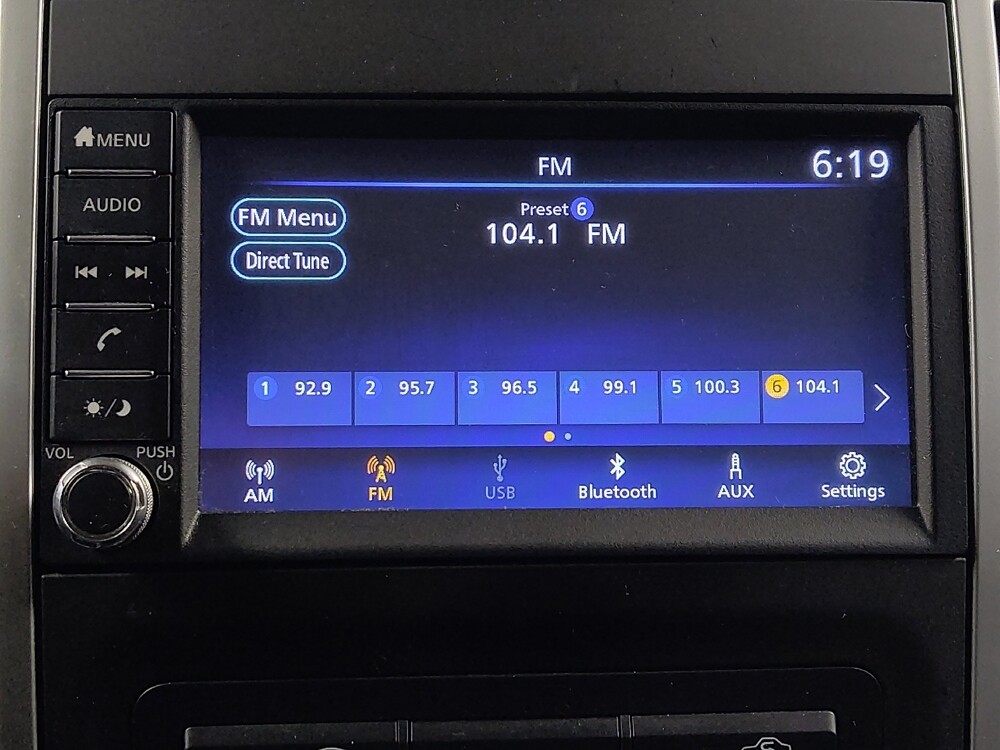 MENU
AUDIO
VOL
PUSH
FM
6:19
FM Menu
Direct Tune
Preset 6
104.1 FM
1 92.9
2 95.7
3 96.5
4 99.1
5 100.3
6 104.1
AM
FM
USB
Bluetooth
AUX
Settings